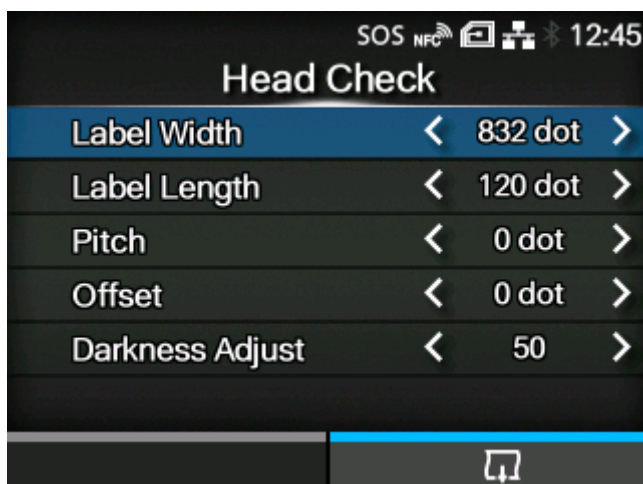 SOS NFC 12:45
Head Check
Label Width 832 dot
Label Length 120 dot
Pitch 0 dot
Offset 0 dot
Darkness Adjust 50